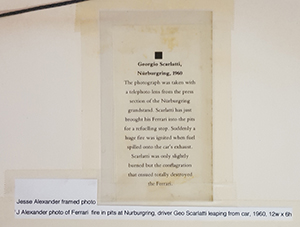 Georgio Scarlatti,
Nürburgring, 1960
The photograph was taken with
a telephoto lens from the press
section of the Nürburgring
grandstand. Scarlatti has just
brought his Ferrari into the pits
for a refuelling stop. Suddenly a
huge fire was ignited when fuel
spilled onto the car's exhaust.
Scarlatti was only slightly
burned but the conflagration
that ensued totally destroyed
the Ferrari.
Jesse Alexander framed photo
J Alexander photo of Ferrari fire in pits at Nurburgring, driver Geo Scarlatti leaping from car, 1960, 12w x 6h